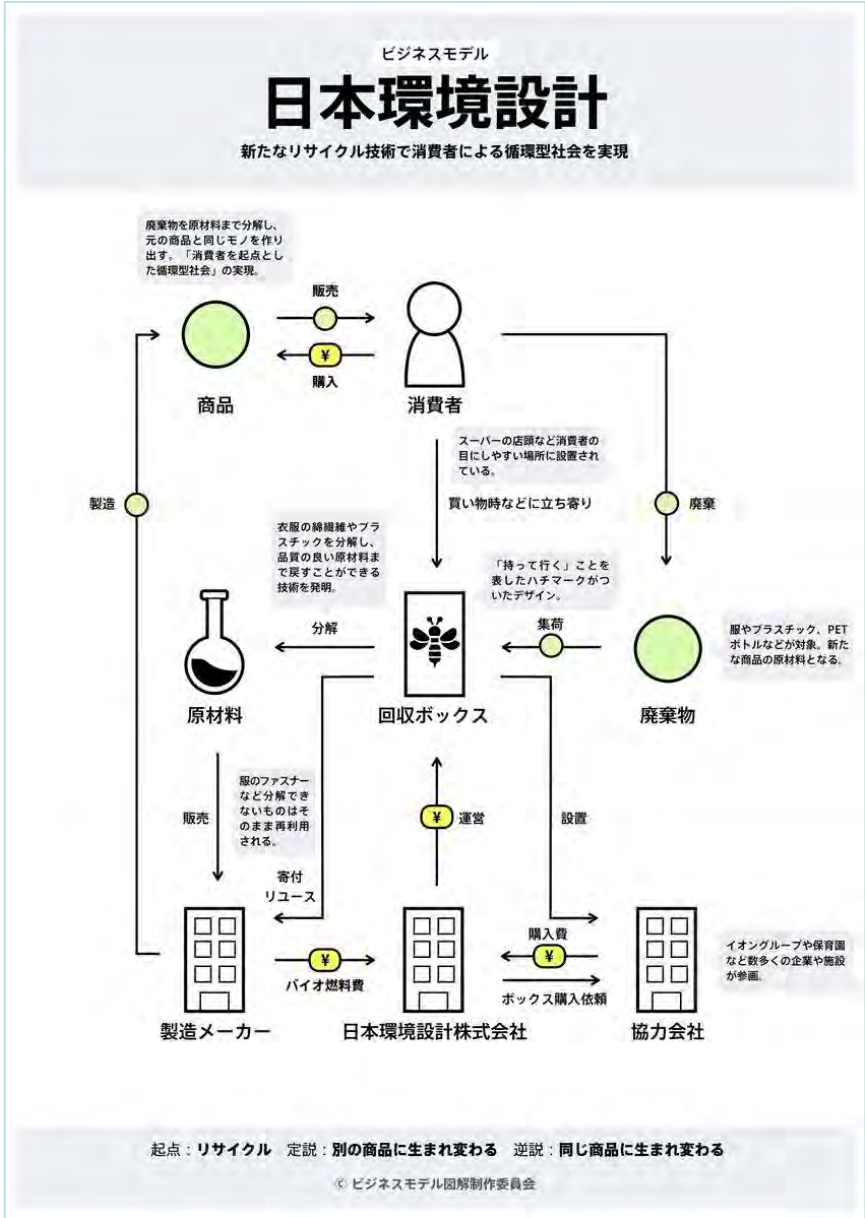 ビジネスモデル
日本環境設計
新たなリサイクル技術で消費者による循環型社会を実現
廃棄物を原材料まで分解し、
元の商品と同じモノを作り
出す。「消費者を起点とし
た循環型社会」の実現。
販売
¥
購入
商品
消費者
スーパーの店頭など消費者の
目にしやすい場所に設置され
ている。
製造
買い物時などに立ち寄り
廃棄
衣服の綿繊維やプラ
スチックを分解し、
品質の良い原材料ま
で戻すことができる
技術を発明。
「持って行く」ことを
表したハチマークがつ
いたデザイン。
分解
集荷
服やプラスチック、PET
ボトルなどが対象。新た
な商品の原材料となる。
原材料
回収ボックス
廃棄物
服のファスナー
など分解でき
ないものはそ
のまま再利用
される。
販売
¥
運営
設置
寄付
リユース
購入費
¥
¥
バイオ燃料費
ボックス購入依頼
イオングループや保育園
など数多くの企業や施設
が参画。
製造メーカー
日本環境設計株式会社
協力会社
起点：リサイクル 定説：別の商品に生まれ変わる 逆説：同じ商品に生まれ変わる
© ビジネスモデル図解制作委員会